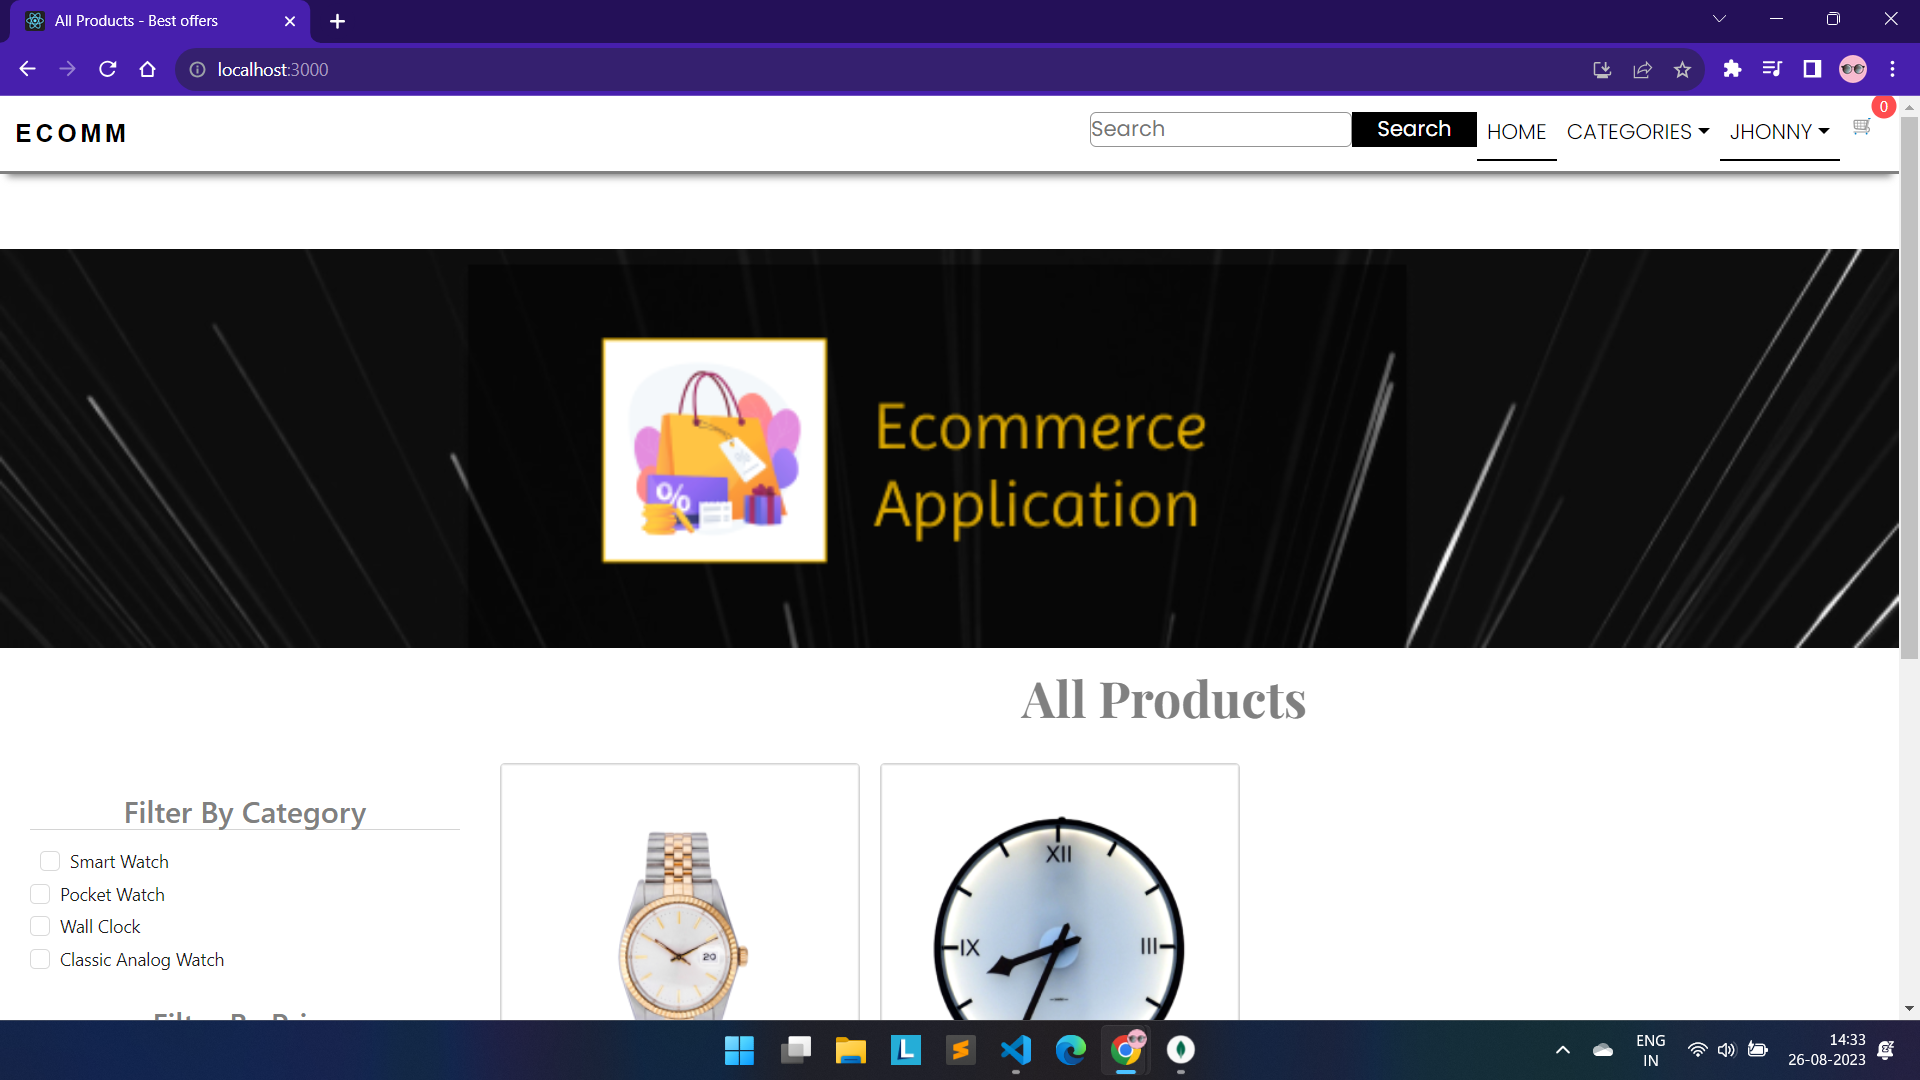 All Products - Best offers
localhost:3000
0
ECOMM
Search
Search
HOME
CATEGORIES
JHONNY
Ecommerce
Application
%
%
All Products
Filter By Category
Smart Watch
Pocket Watch
Wall Clock
Classic Analog Watch
20
XII
IX
III
L
ENG
IN
14:33
26-08-2023